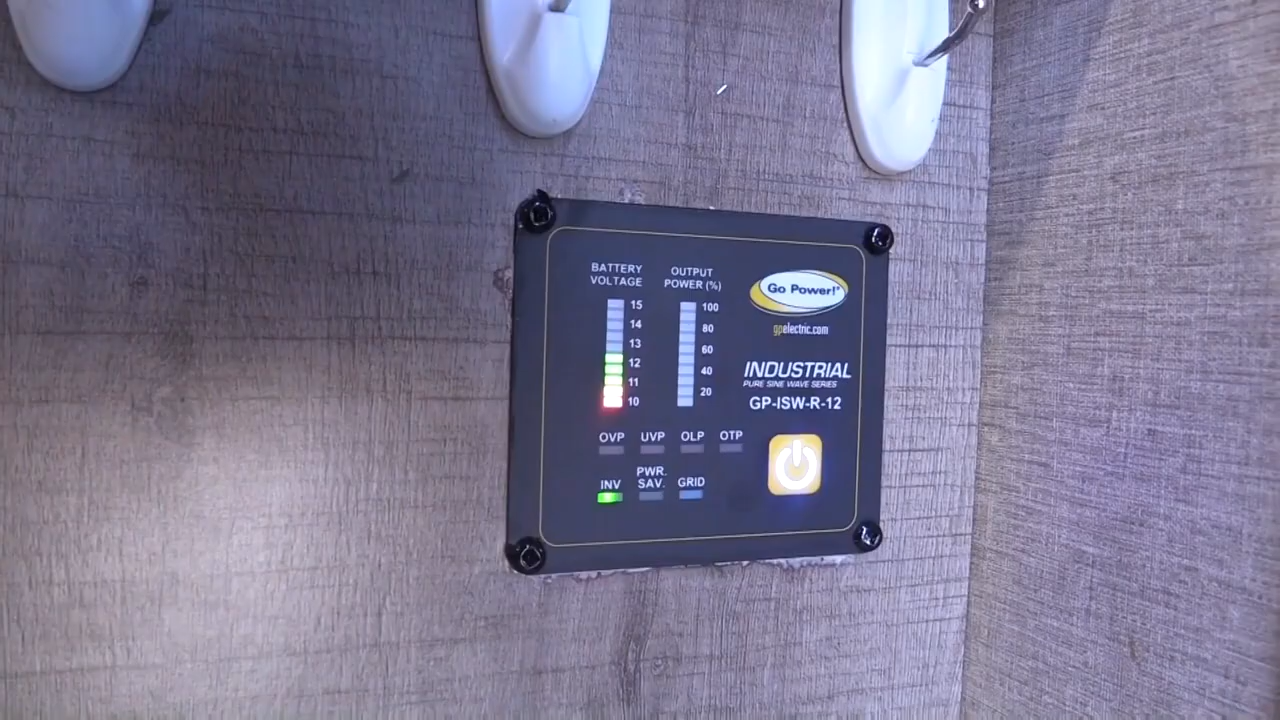 BATTERY
VOLTAGE
15
14
13
12
11
10
OUTPUT
POWER (%)
100
80
60
40
20
Go Power!®
gpelectric.com
INDUSTRIAL
PURE SINE WAVE SERIES
GP-ISW-R-12
OVP UVP OLP OTP
INV PWR. SAV. GRID